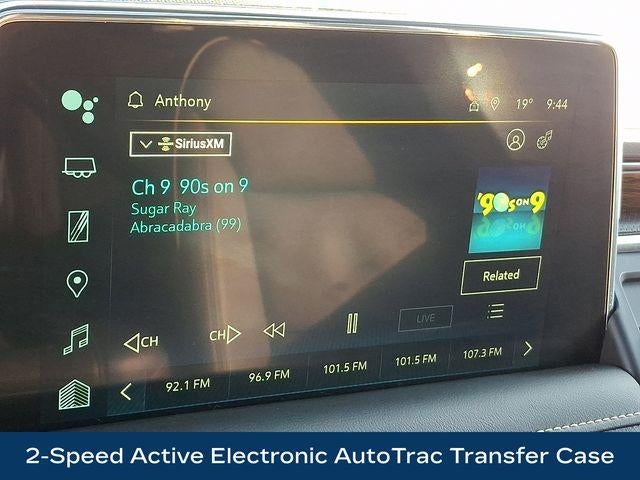 Anthony
19° 9:44
SiriusXM
Ch 9 90s on 9
Sugar Ray
Abracadabra (99)
'90s ON 9
Related
CH
CH
LIVE
92.1 FM 96.9 FM 101.5 FM 101.5 FM 107.3 FM
2-Speed Active Electronic AutoTrac Transfer Case